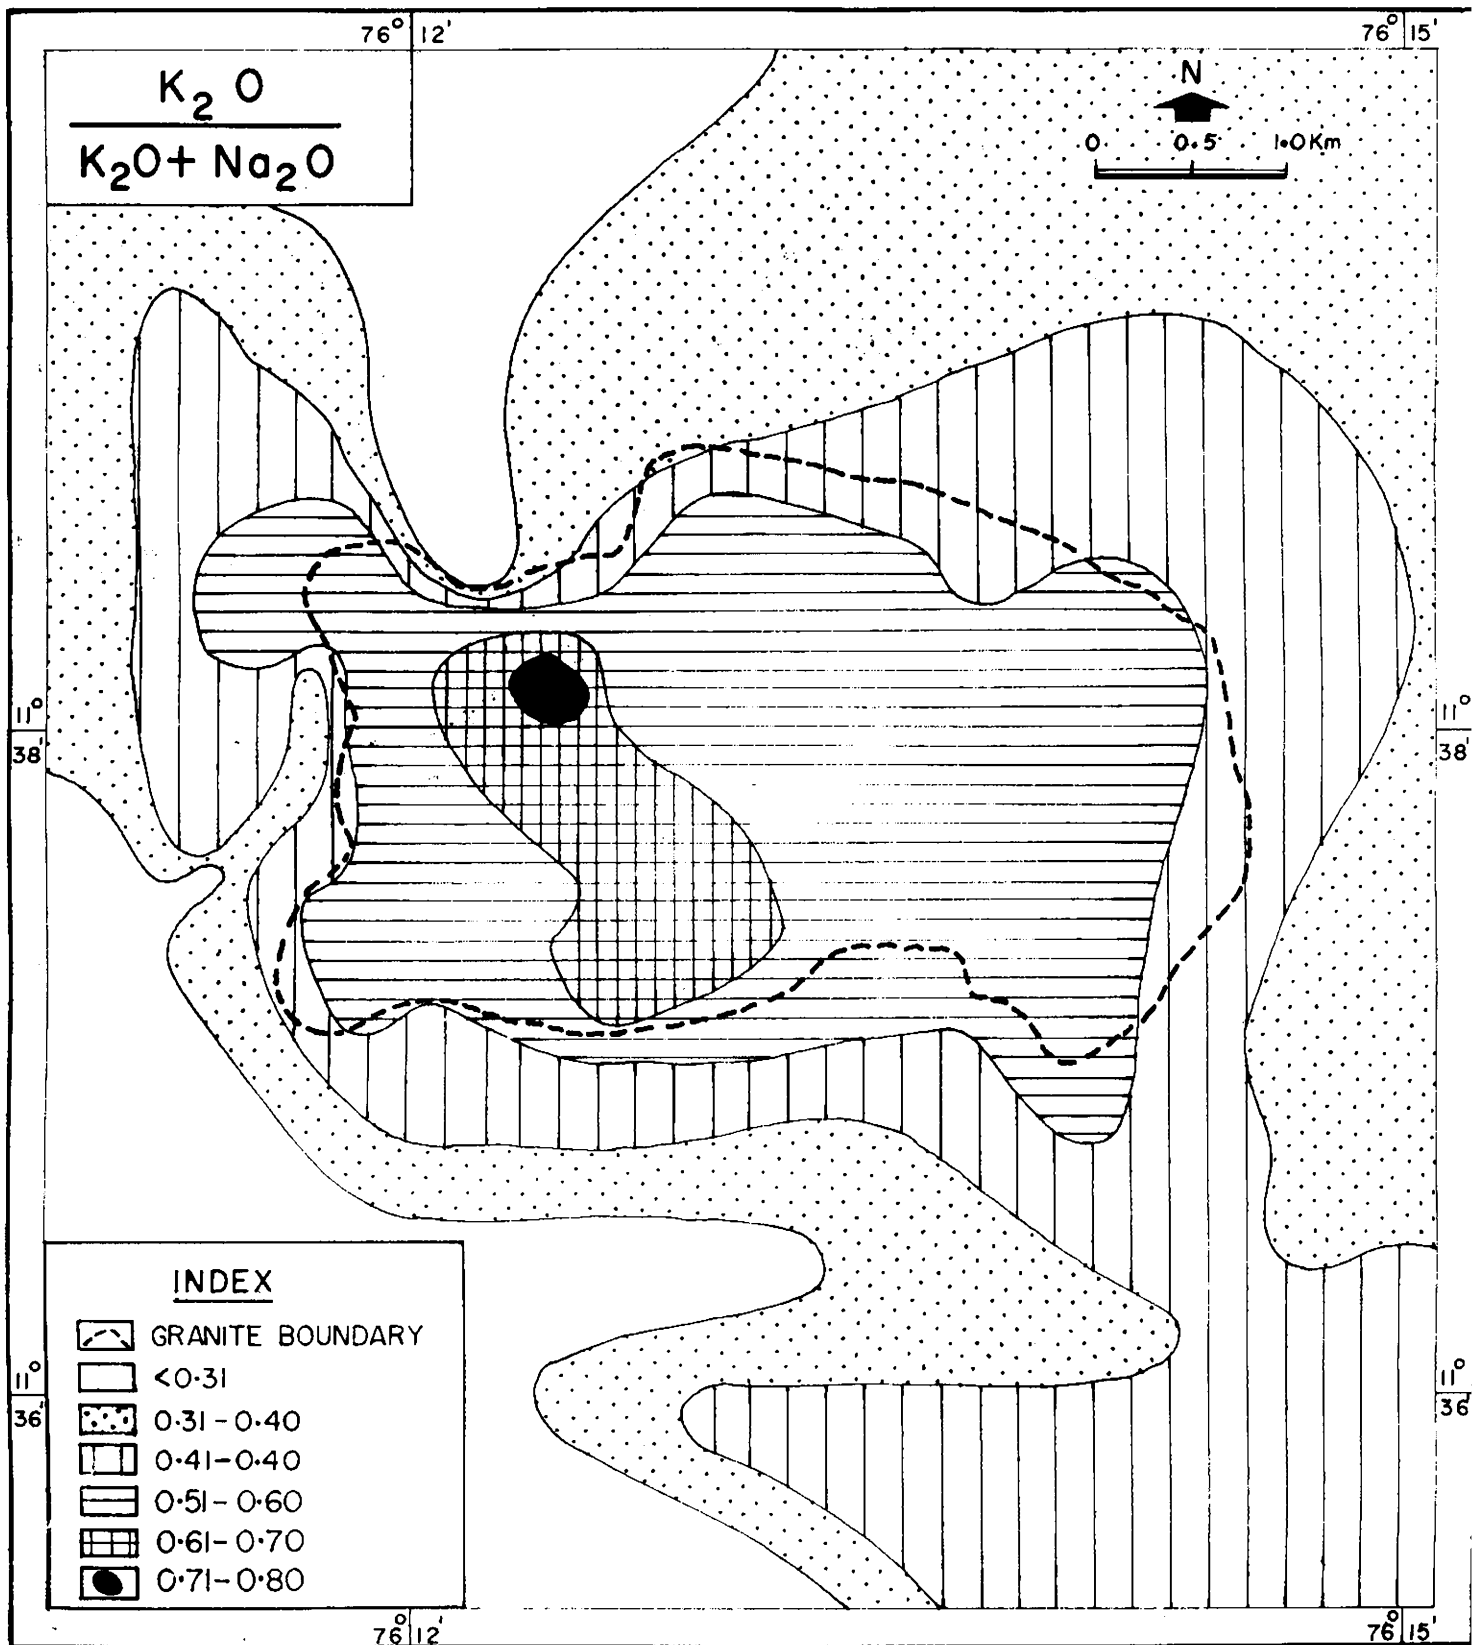 76° 12'
76° 15'
K₂O
K₂O + Na₂O
N
0 0.5 1.0 Km
11° 38'
11° 38'
INDEX
GRANITE BOUNDARY
<0.31
0.31-0.40
0.41-0.40
0.51-0.60
0.61-0.70
0.71-0.80
11° 36'
11° 36'
76° 12'
76° 15'